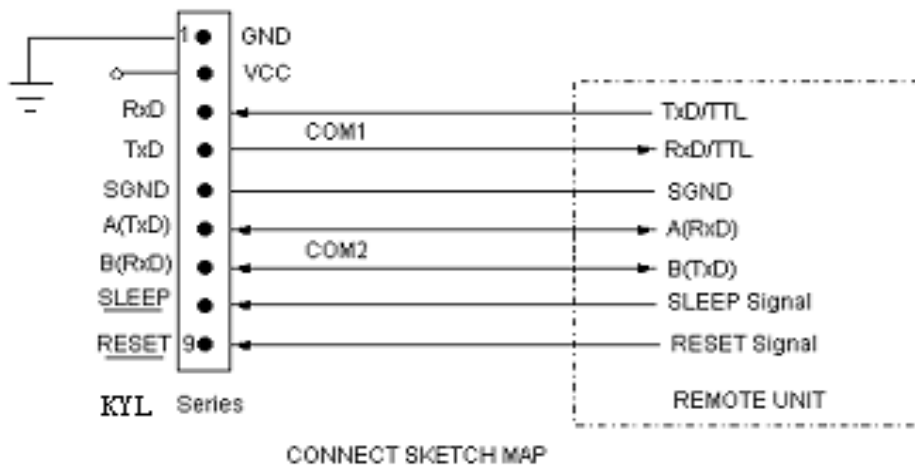 1 GND
VCC
RxD TxD/TTL
COM1
TxD RxD/TTL
SGND SGND
A(TxD) A(RxD)
COM2
B(RxD) B(TxD)
SLEEP SLEEP Signal
RESET 9 RESET Signal
KYL Series REMOTE UNIT
CONNECT SKETCH MAP